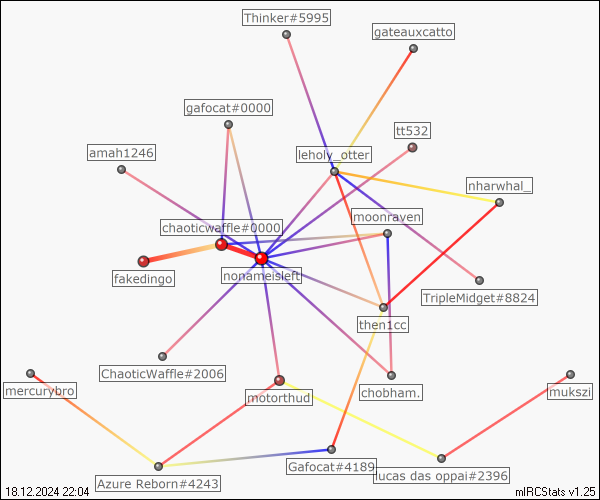 Thinker#5995
gateauxcatto
gafocat#0000
tt532
amah1246
leholy_otter
nharwhal_
moonraven
chaoticwaffle#0000
fakedingo
nonameisleft
TripleMidget#8824
then1cc
ChaoticWaffle#2006
mercurybro
motorthud
chobham.
mukszi
Azure Reborn#4243
Gafocat#4189
lucas das oppai#2396
18.12.2024 22:04
mIRCStats v1.25